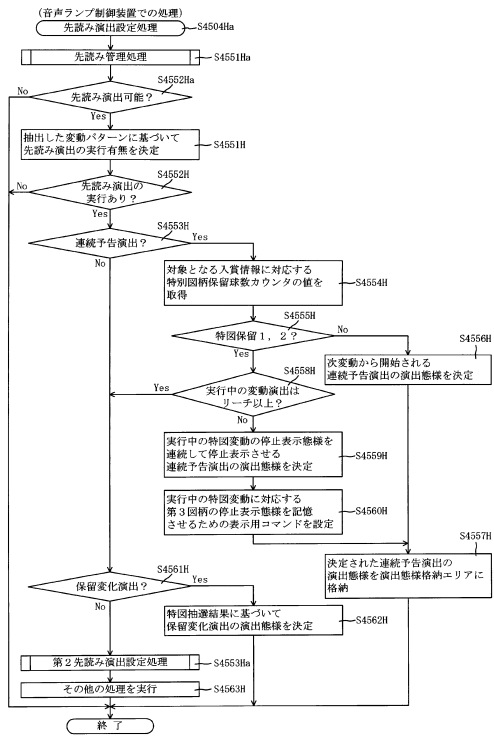 (音声ランプ制御装置での処理)
先読み演出設定処理
S4504Ha
先読み管理処理
S4551Ha
S4552Ha
先読み演出可能？
No
Yes
抽出した変動パターンに基づいて
先読み演出の実行有無を決定
S4551H
S4552H
先読み演出の
実行あり？
No
Yes
S4553H
連続予告演出？
Yes
No
対象となる入賞情報に対応する
特別図柄保留球数カウンタの値を
取得
S4554H
S4555H
特図保留１，２？
No
Yes
S4556H
次変動から開始される
連続予告演出の演出態様を決定
S4558H
実行中の変動演出は
リーチ以上？
Yes
No
実行中の特図変動の停止表示態様を
連続して停止表示させる
連続予告演出の演出態様を決定
S4559H
実行中の特図変動に対応する
第３図柄の停止表示態様を記憶
させるための表示用コマンドを設定
S4560H
S4557H
決定された連続予告演出の
演出態様を演出態様格納エリアに
格納
S4561H
保留変化演出？
Yes
No
特図抽選結果に基づいて
保留変化演出の演出態様を決定
S4562H
第２先読み演出設定処理
S4553Ha
その他の処理を実行
S4563H
終了